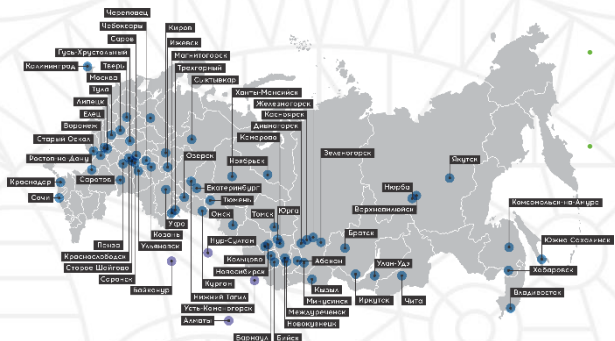 Череповец
Чебоксары
Саров
Гусь-Хрустальный
Калининград
Тверь
Москва
Тула
Липецк
Елец
Воронеж
Старый Оскол
Ростов-на-Дону
Краснодар
Саратов
Сочи
Киров
Ижевск
Магнитогорск
Трехгорный
Сыктывкар
Ханты-Мансийск
Железногорск
Красноярск
Дивногорск
Кемерово
Зеленогорск
Озерск
Ноябрьск
Екатеринбург
Тюмень
Якутск
Нюрба
Верхневилюйск
Комсомольск-на-Амуре
Южно-Сахалинск
Хабаровск
Владивосток
Омск
Томск
Юрга
Братск
Уфа
Казань
Ульяновск
Пенза
Краснослободск
Старое Шайгово
Саранск
Байконур
Нур-Султан
Кольцово
Новосибирск
Абакан
Улан-Удэ
Курган
Нижний Тагил
Усть-Каменогорск
Алматы
Кызыл
Минусинск
Иркутск
Чита
Междуреченск
Новокузнецк
Барнаул
Бийск